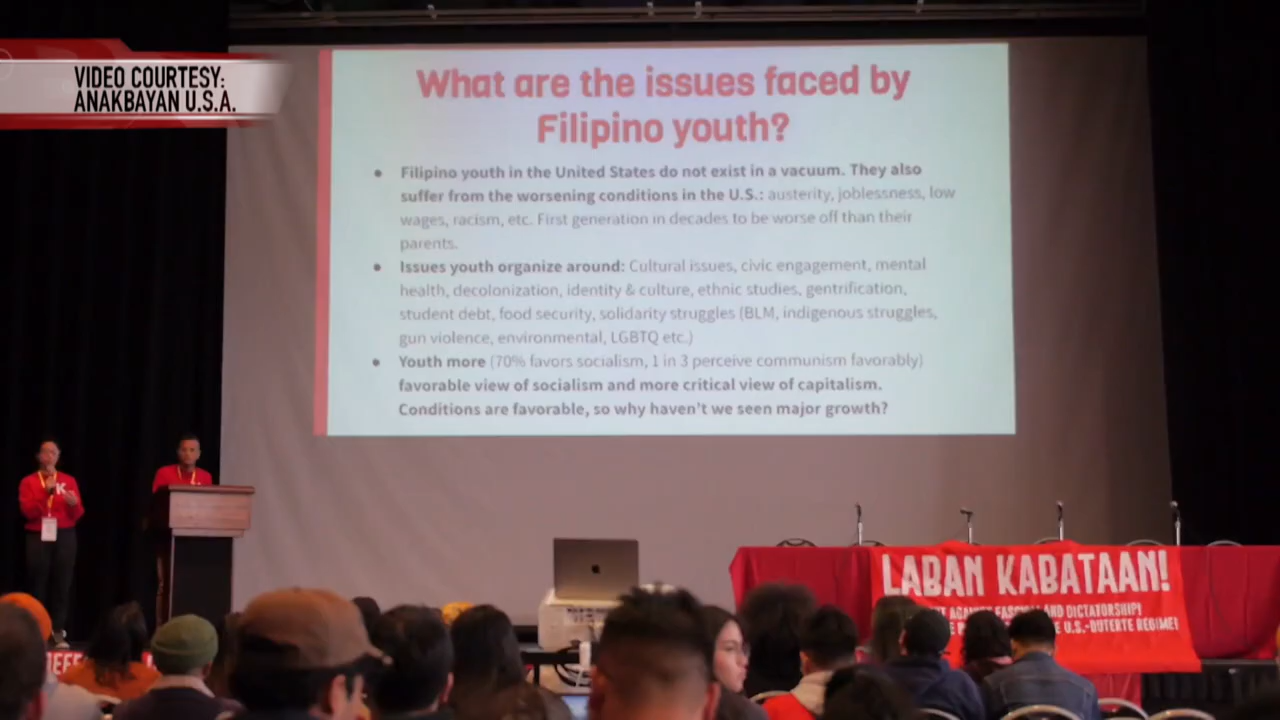 VIDEO COURTESY:
ANAKBAYAN U.S.A.
What are the issues faced by
Filipino youth?
• Filipino youth in the United States do not exist in a vacuum. They also
suffer from the worsening conditions in the U.S.: austerity, joblessness, low
wages, racism, etc. First generation in decades to be worse off than their
parents.
• Issues youth organize around: Cultural issues, civic engagement, mental
health, decolonization, identity & culture, ethnic studies, gentrification,
student debt, food security, solidarity struggles (BLM, indigenous struggles,
gun violence, environmental, LGBTQ etc.)
• Youth more (70% favors socialism, 1 in 3 perceive communism favorably)
favorable view of socialism and more critical view of capitalism.
Conditions are favorable, so why haven't we seen major growth?
K
LABAN KABATAAN!
AGAINST FASCISM AND DICTATORSHIP!
U.S.-DUTERTE REGIME!